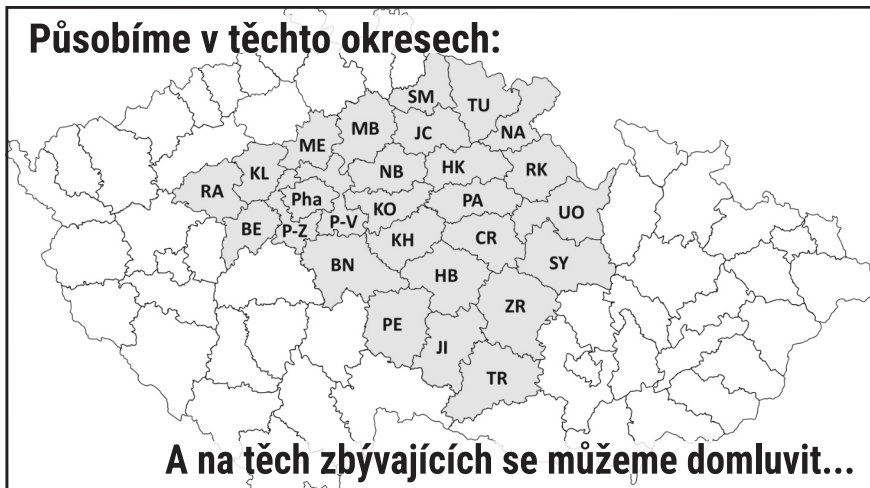 Působíme v těchto okresech:
SM
TU
MB
JC
NA
ME
KL
NB
HK
RK
RA
Pha
KO
PA
UO
BE
P-Z
P-V
KH
CR
SY
BN
HB
ZR
PE
JI
TR
A na těch zbývajících se můžeme domluvit...